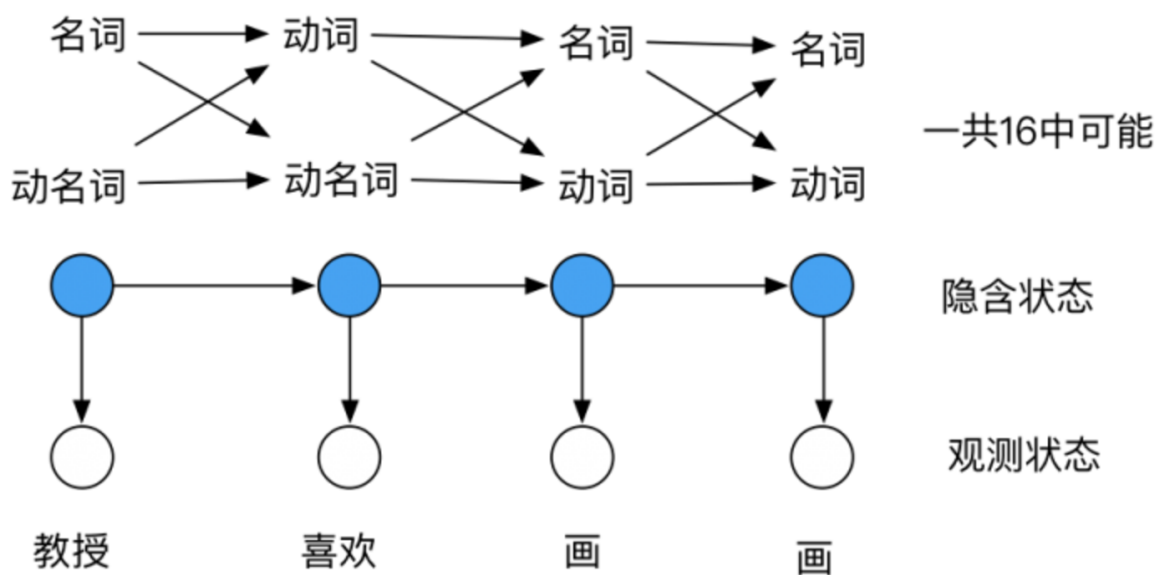 名词 动词 名词 名词
一共16中可能
动名词 动名词 动词 动词
隐含状态
观测状态
教授 喜欢 画 画